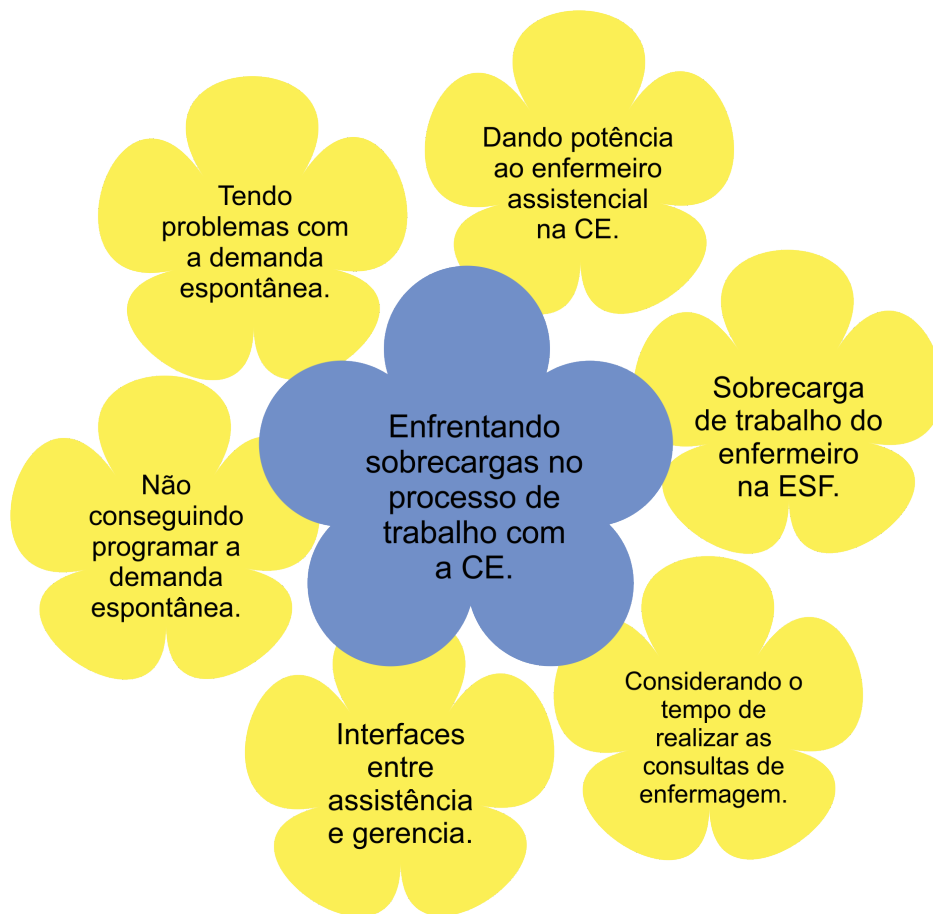 Dando potência
ao enfermeiro
assistencial
na CE.
Tendo
problemas com
a demanda
espontânea.
Sobrecarga
de trabalho do
enfermeiro
na ESF.
Enfrentando
sobrecargas no
processo de
trabalho com
a CE.
Não
conseguindo
programar a
demanda
espontânea.
Considerando o
tempo de
realizar as
consultas de
enfermagem.
Interfaces
entre
assistência
e gerencia.